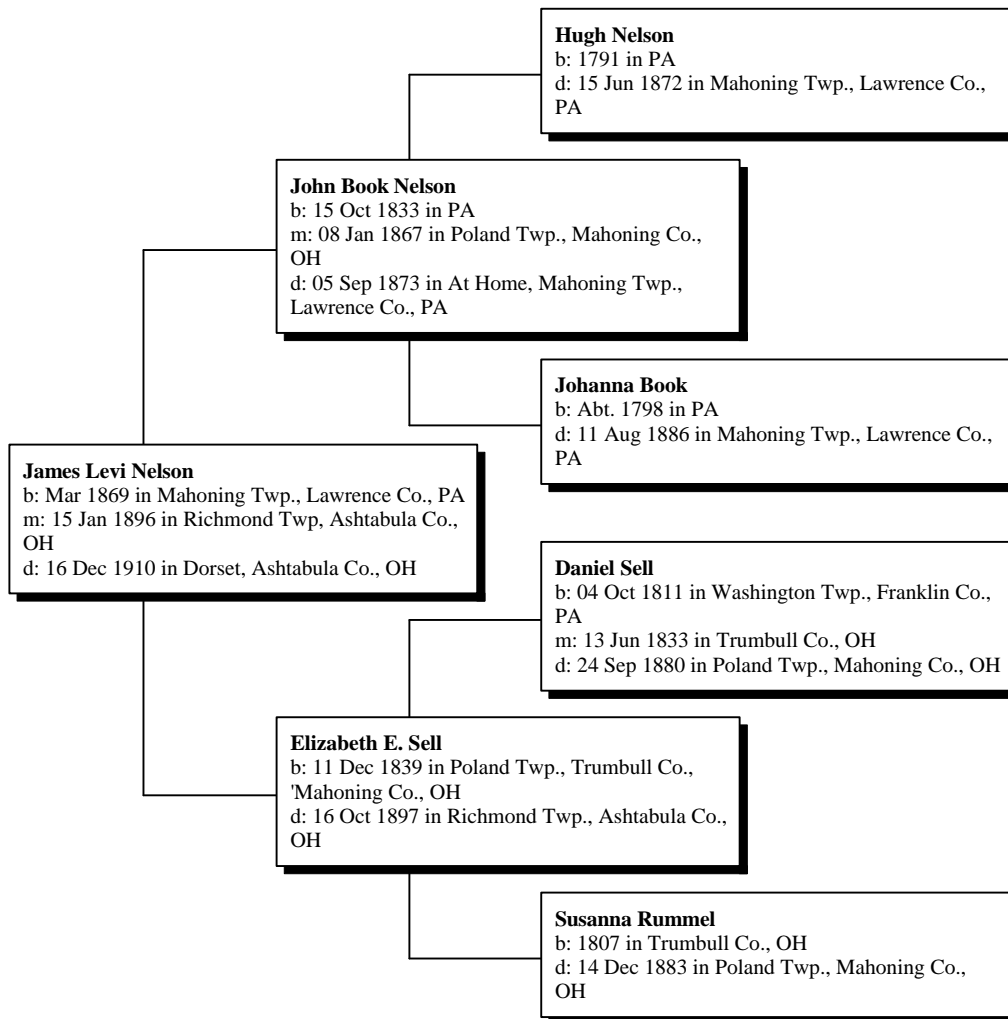 Hugh Nelson
b: 1791 in PA
d: 15 Jun 1872 in Mahoning Twp., Lawrence Co.,
PA
John Book Nelson
b: 15 Oct 1833 in PA
m: 08 Jan 1867 in Poland Twp., Mahoning Co.,
OH
d: 05 Sep 1873 in At Home, Mahoning Twp.,
Lawrence Co., PA
Johanna Book
b: Abt. 1798 in PA
d: 11 Aug 1886 in Mahoning Twp., Lawrence Co.,
PA
James Levi Nelson
b: Mar 1869 in Mahoning Twp., Lawrence Co., PA
m: 15 Jan 1896 in Richmond Twp, Ashtabula Co.,
OH
d: 16 Dec 1910 in Dorset, Ashtabula Co., OH
Daniel Sell
b: 04 Oct 1811 in Washington Twp., Franklin Co.,
PA
m: 13 Jun 1833 in Trumbull Co., OH
d: 24 Sep 1880 in Poland Twp., Mahoning Co., OH
Elizabeth E. Sell
b: 11 Dec 1839 in Poland Twp., Trumbull Co.,
'Mahoning Co., OH
d: 16 Oct 1897 in Richmond Twp., Ashtabula Co.,
OH
Susanna Rummel
b: 1807 in Trumbull Co., OH
d: 14 Dec 1883 in Poland Twp., Mahoning Co.,
OH